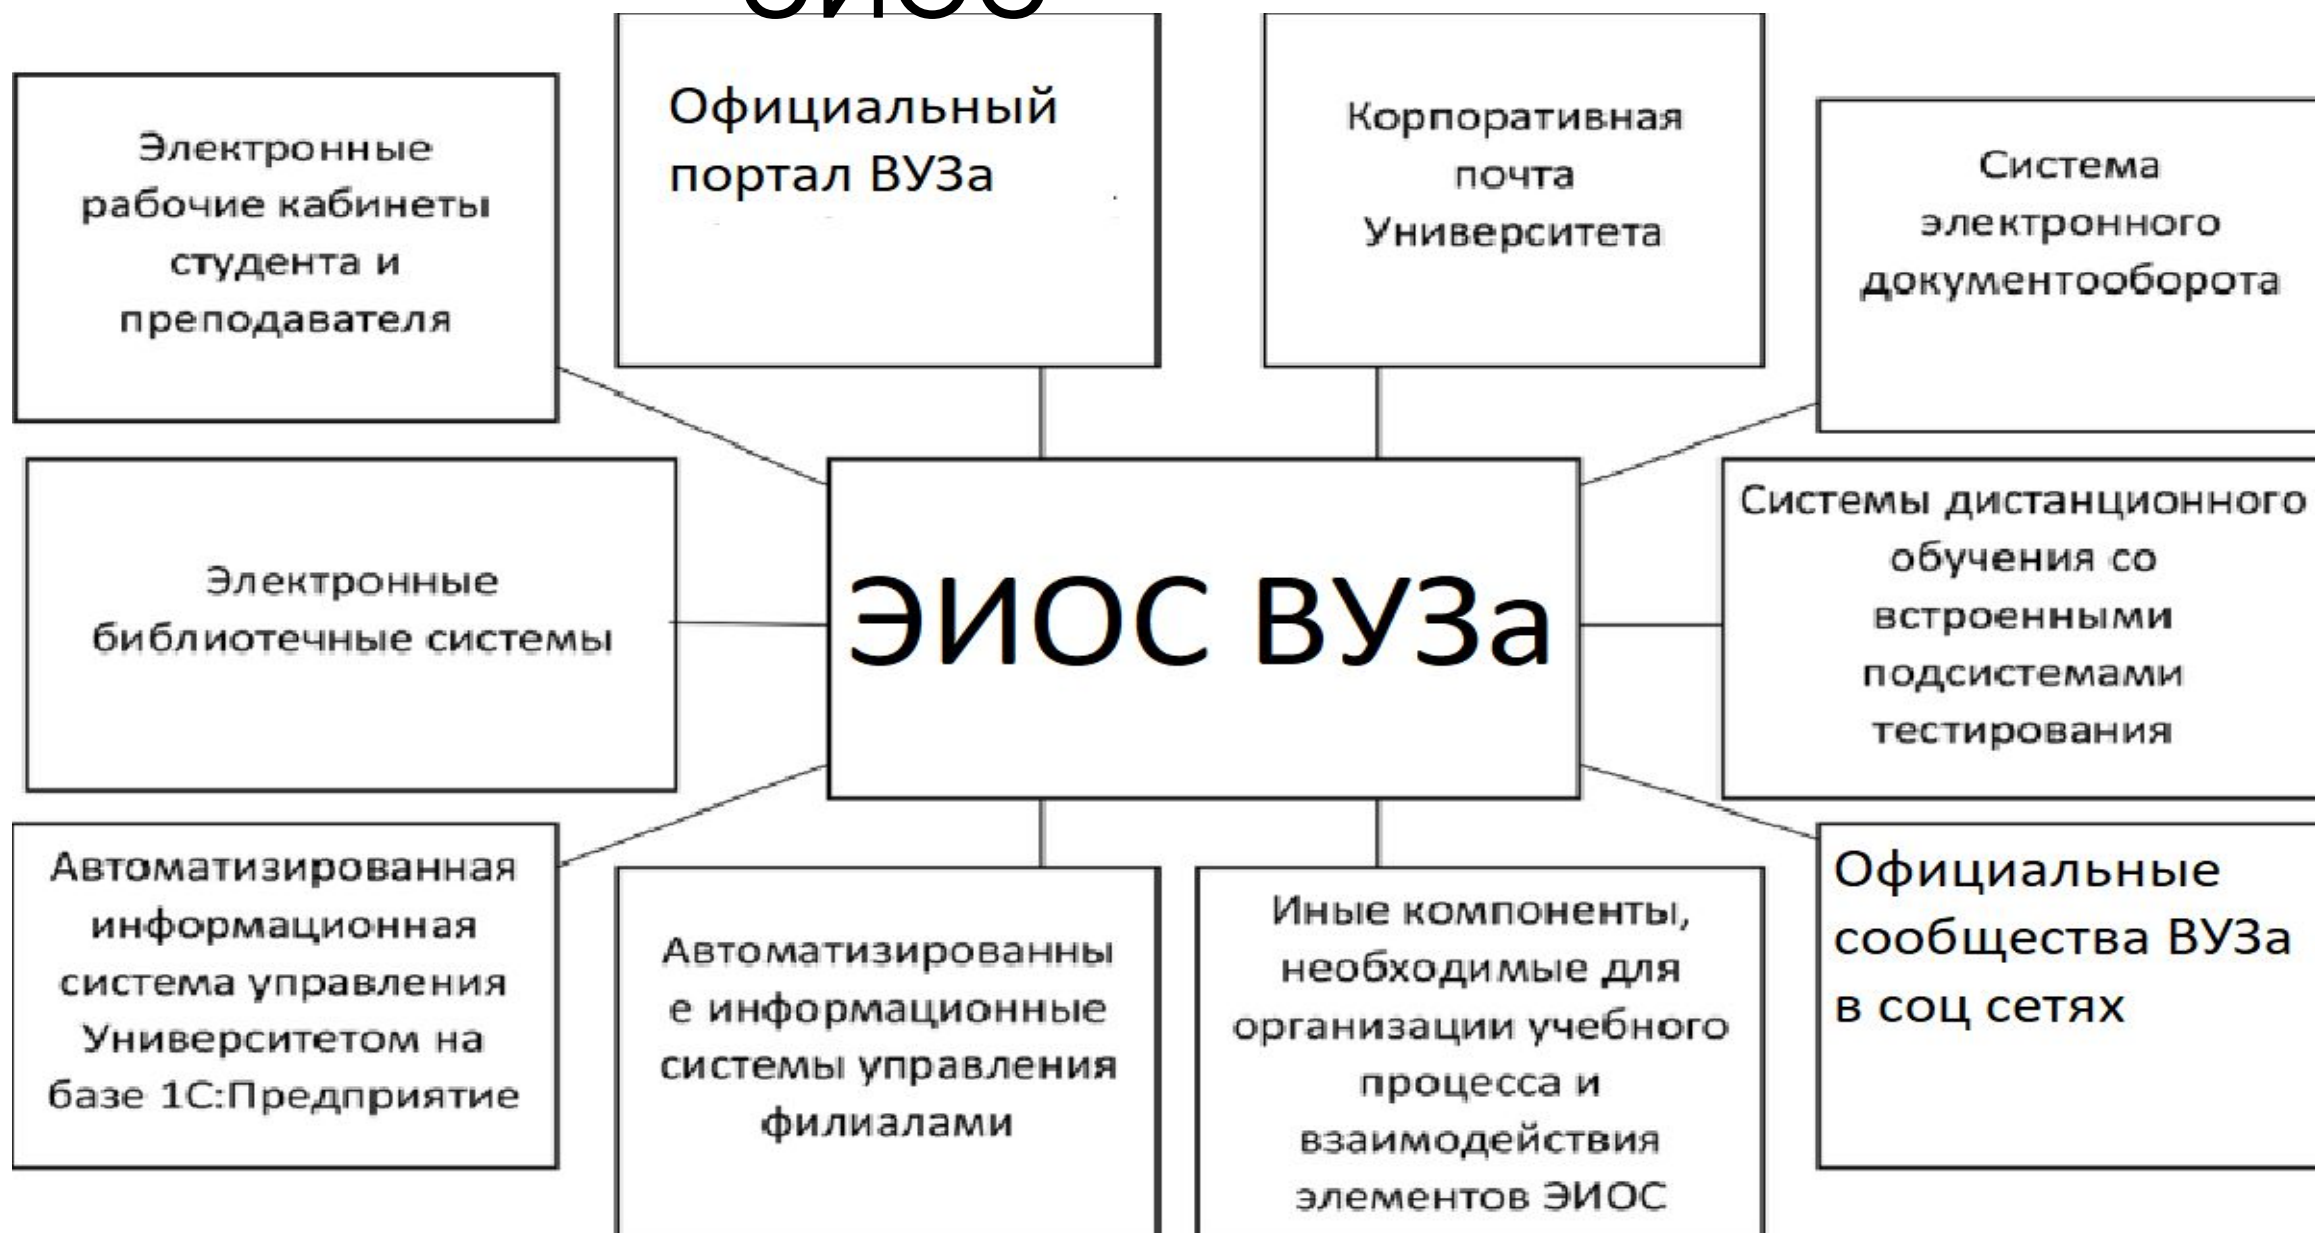 ЭИОС
Электронные
рабочие кабинеты
студента и
преподавателя
Официальный
портал ВУЗа
Корпоративная
почта
Университета
Система
электронного
документооборота
Электронные
библиотечные системы
ЭИОС ВУЗа
Системы дистанционного
обучения со
встроенными
подсистемами
тестирования
Автоматизированная
информационная
система управления
Университетом на
базе 1С:Предприятие
Автоматизированны
е информационные
системы управления
филиалами
Иные компоненты,
необходимые для
организации учебного
процесса и
взаимодействия
элементов ЭИОС
Официальные
сообщества ВУЗа
в соц сетях